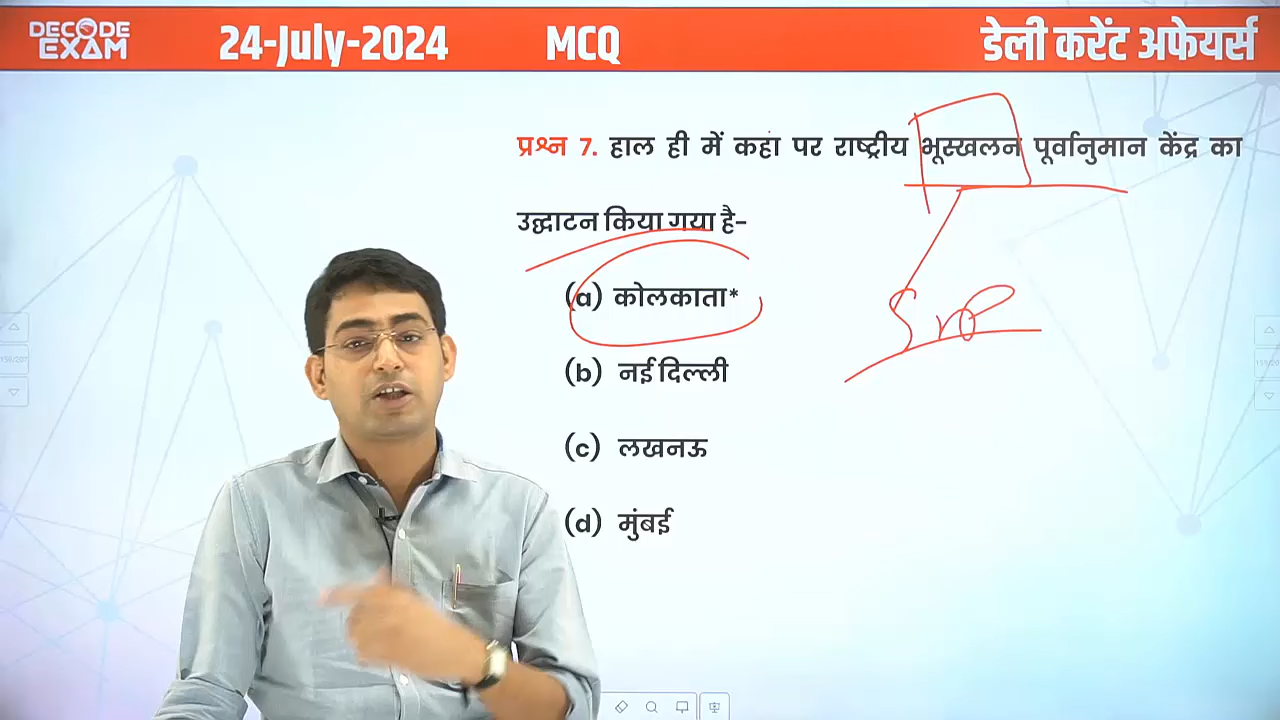 DECODE EXAM
24-July-2024 MCQ डेली करेंट अफेयर्स
प्रश्न 7. हाल ही में कहां पर राष्ट्रीय भूस्खलन पूर्वानुमान केंद्र का
उद्घाटन किया गया है-
(a) कोलकाता*
(b) नई दिल्ली
(c) लखनऊ
(d) मुंबई